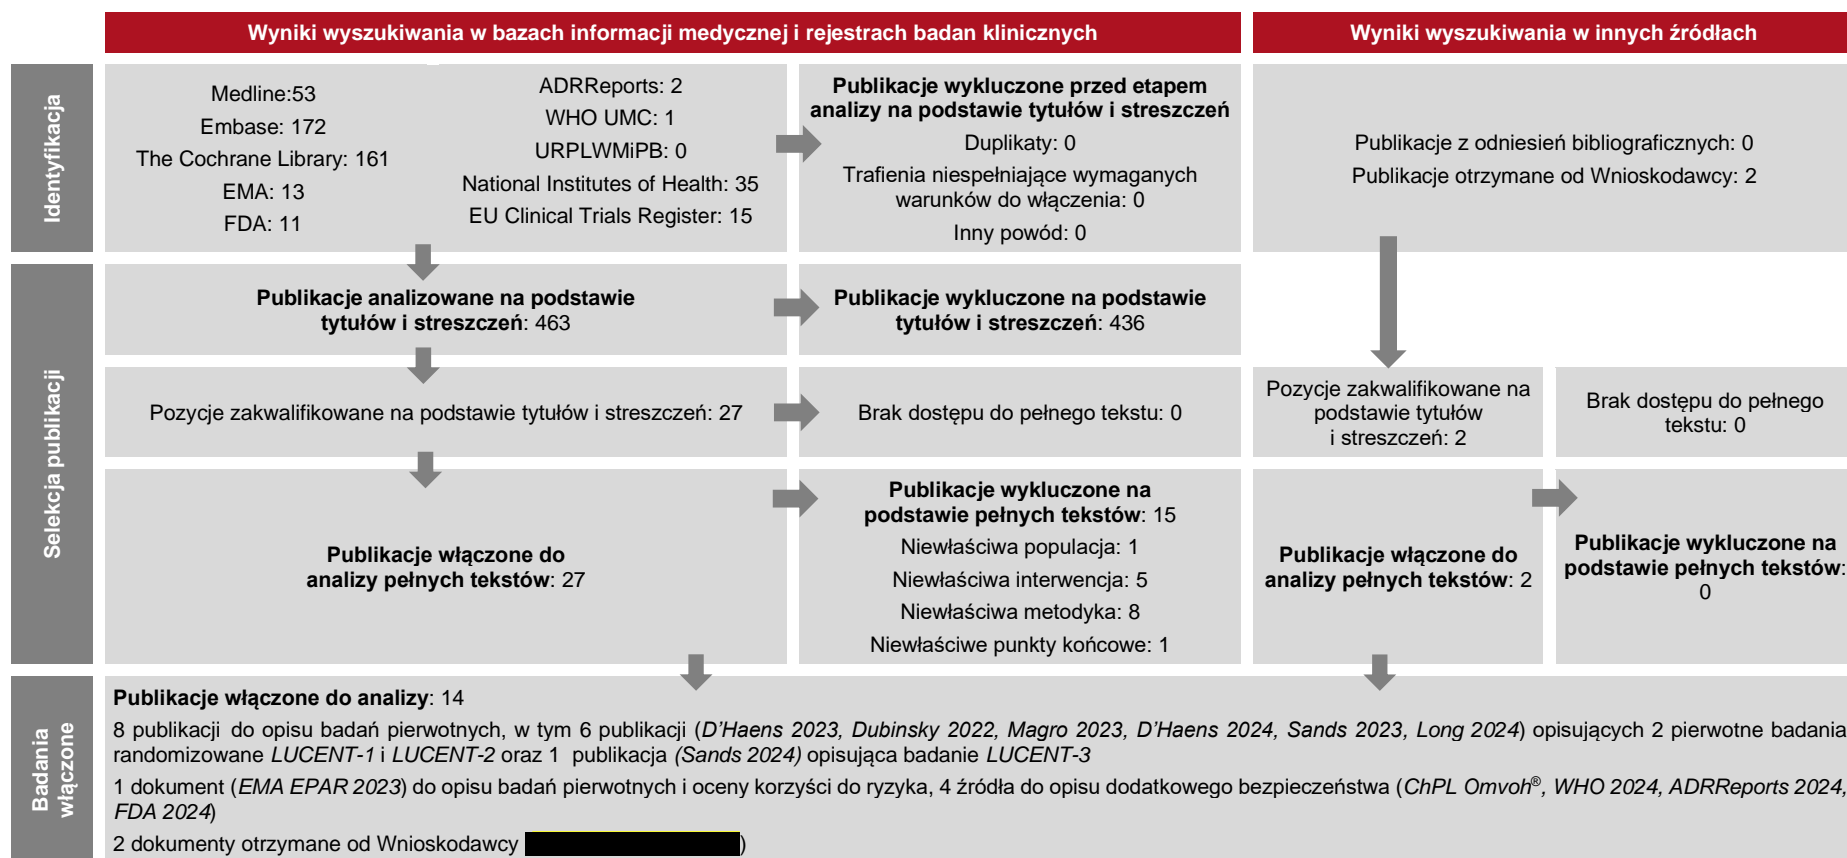 Wyniki wyszukiwania w bazach informacji medycznej i rejestrach badan klinicznych
Wyniki wyszukiwania w innych źródłach
Identyfikacja
Medline:53
Embase: 172
The Cochrane Library: 161
EMA: 13
FDA: 11
ADRReports: 2
WHO UMC: 1
URPLWMiPB: 0
National Institutes of Health: 35
EU Clinical Trials Register: 15
Publikacje wykluczone przed etapem
analizy na podstawie tytułów i streszczeń
Duplikaty: 0
Trafienia niespełniające wymaganych
warunków do włączenia: 0
Inny powód: 0
Publikacje z odniesień bibliograficznych: 0
Publikacje otrzymane od Wnioskodawcy: 2
Selekcja publikacji
Publikacje analizowane na podstawie
tytułów i streszczeń: 463
Publikacje wykluczone na podstawie
tytułów i streszczeń: 436
Pozycje zakwalifikowane na podstawie tytułów i streszczeń: 27
Brak dostępu do pełnego tekstu: 0
Pozycje zakwalifikowane na
podstawie tytułów
i streszczeń: 2
Brak dostępu do pełnego
tekstu: 0
Publikacje włączone do
analizy pełnych tekstów: 27
Publikacje wykluczone na
podstawie pełnych tekstów: 15
Niewłaściwa populacja: 1
Niewłaściwa interwencja: 5
Niewłaściwa metodyka: 8
Niewłaściwe punkty końcowe: 1
Publikacje włączone do
analizy pełnych tekstów: 2
Publikacje wykluczone na
podstawie pełnych tekstów:
0
Badania
włączone
Publikacje włączone do analizy: 14
8 publikacji do opisu badań pierwotnych, w tym 6 publikacji (D’Haens 2023, Dubinsky 2022, Magro 2023, D’Haens 2024, Sands 2023, Long 2024) opisujących 2 pierwotne badania
randomizowane LUCENT-1 i LUCENT-2 oraz 1 publikacja (Sands 2024) opisująca badanie LUCENT-3
1 dokument (EMA EPAR 2023) do opisu badań pierwotnych i oceny korzyści do ryzyka, 4 źródła do opisu dodatkowego bezpieczeństwa (ChPL Omvoh®, WHO 2024, ADRReports 2024,
FDA 2024)
2 dokumenty otrzymane od Wnioskodawcy )